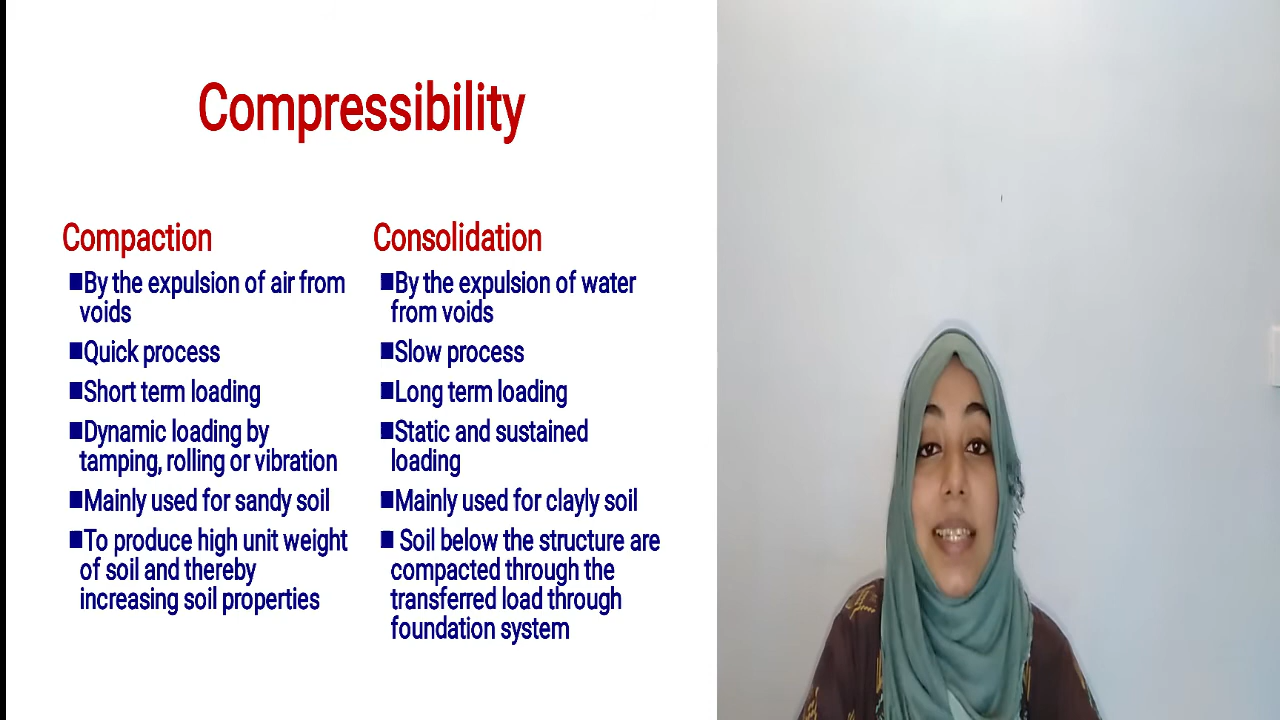 Compressibility
Compaction
■By the expulsion of air from
voids
■Quick process
■Short term loading
■Dynamic loading by
tamping, rolling or vibration
■Mainly used for sandy soil
■To produce high unit weight
of soil and thereby
increasing soil properties
Consolidation
■By the expulsion of water
from voids
■Slow process
■Long term loading
■Static and sustained
loading
■Mainly used for clayly soil
■ Soil below the structure are
compacted through the
transferred load through
foundation system